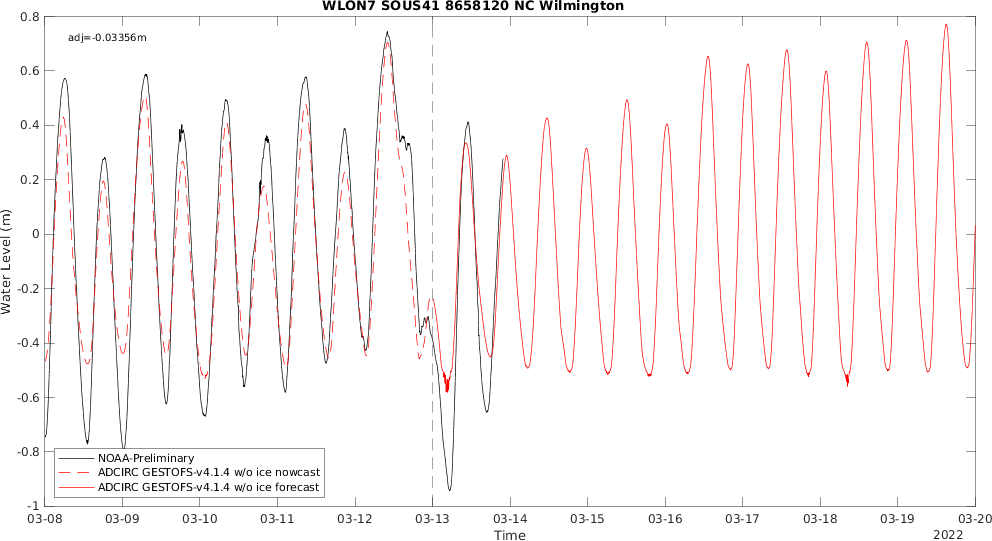 WLON7 SOUS41 8658120 NC Wilmington
adj=-0.03356m
0.8
0.6
0.4
0.2
0
-0.2
-0.4
-0.6
-0.8
-1
Water Level (m)
NOAA-Preliminary
ADCIRC GESTOFS-v4.1.4 w/o ice nowcast
ADCIRC GESTOFS-v4.1.4 w/o ice forecast
03-08 03-09 03-10 03-11 03-12 03-13 03-14 03-15 03-16 03-17 03-18 03-19 03-20
Time
2022